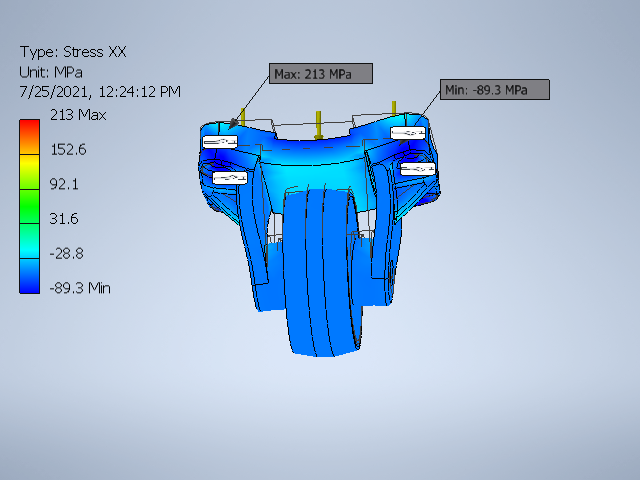 Type: Stress XX
Unit: MPa
7/25/2021, 12:24:12 PM
213 Max
152.6
92.1
31.6
-28.8
-89.3 Min
Max: 213 MPa
Min: -89.3 MPa